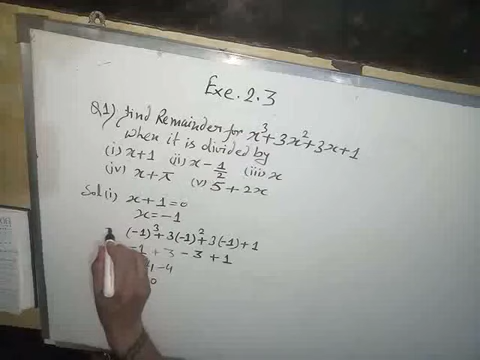 Exe. 2.3
Q1) find Remainder for x³+3x²+3x+1
when it is divided by
(i) x+1 (ii) x - 1/2 (iii) x
(iv) x+π (v) 5+2x
Sol(i) x+1=0
x=-1
(-1)³+3(-1)²+3(-1)+1
-1+3-3+1
-4
0